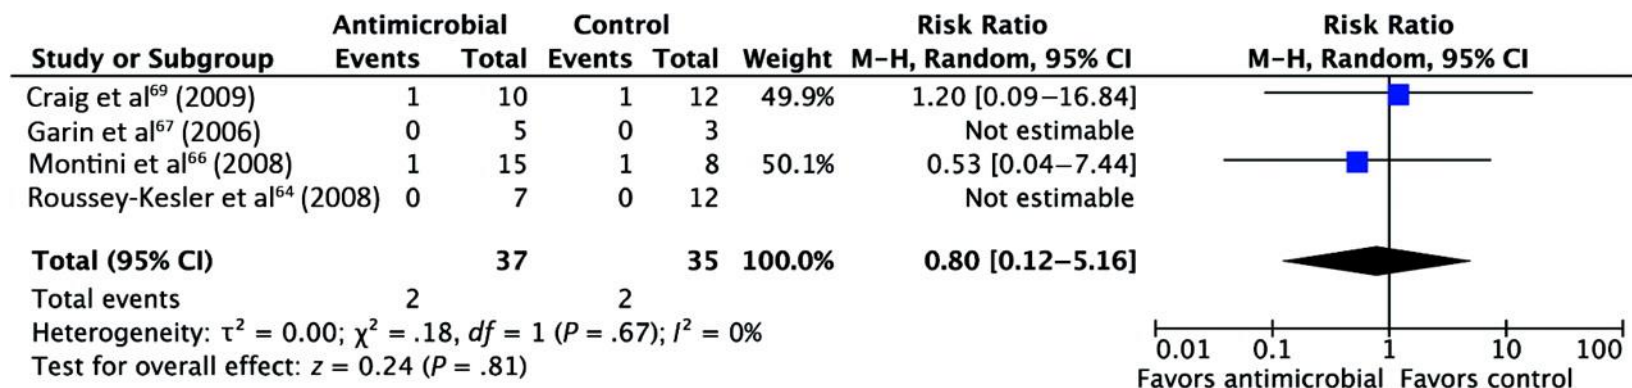 Antimicrobial Control Risk Ratio Risk Ratio
Study or Subgroup Events Total Events Total Weight M-H, Random, 95% CI M-H, Random, 95% CI
Craig et al⁶⁹ (2009) 1 10 1 12 49.9% 1.20 [0.09–16.84]
Garin et al⁶⁷ (2006) 0 5 0 3 Not estimable
Montini et al⁶⁶ (2008) 1 15 1 8 50.1% 0.53 [0.04–7.44]
Roussey-Kesler et al⁶⁴ (2008) 0 7 0 12 Not estimable
Total (95% CI) 37 35 100.0% 0.80 [0.12–5.16]
Total events 2 2
Heterogeneity: τ² = 0.00; χ² = .18, df = 1 (P = .67); I² = 0%
Test for overall effect: z = 0.24 (P = .81)
0.01 0.1 1 10 100
Favors antimicrobial Favors control